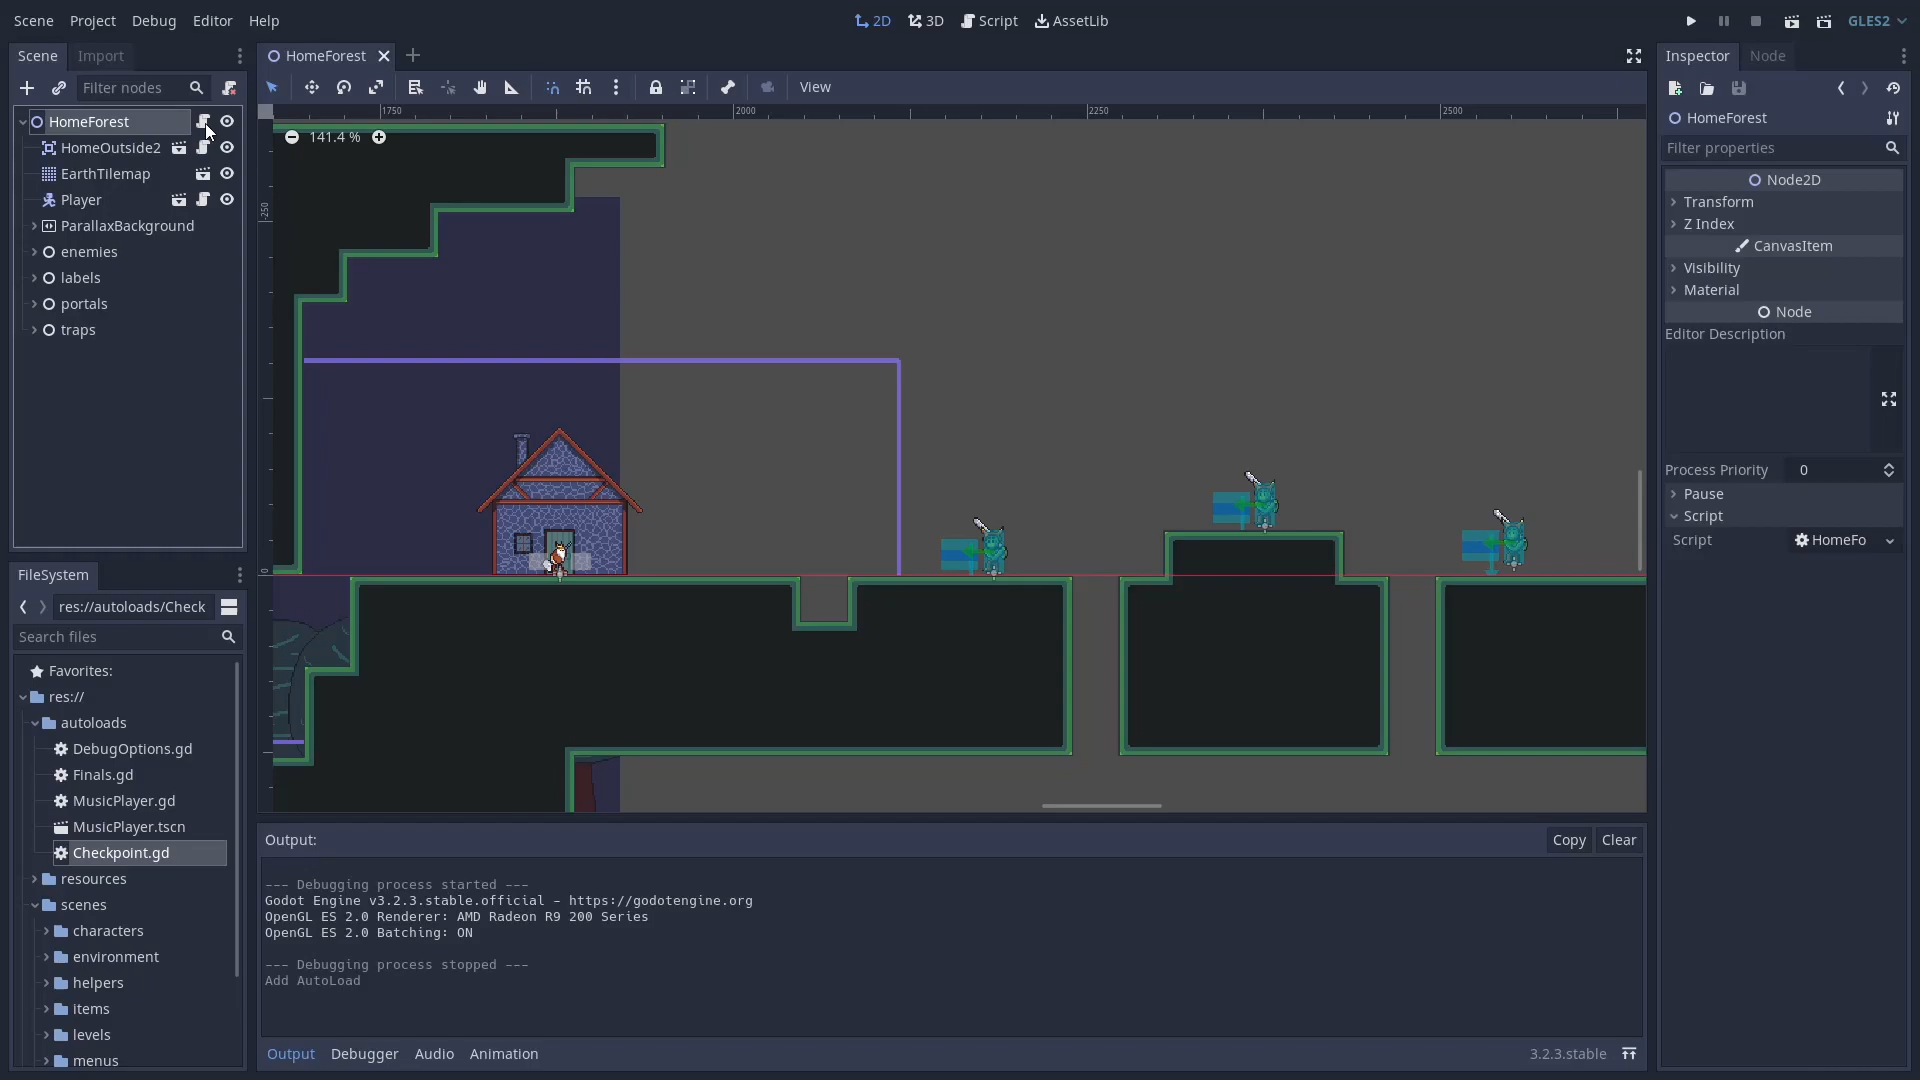 Scene Project Debug Editor Help
2D 3D Script AssetLib
GLES2
Scene Import
HomeForest
Inspector Node
Filter nodes
View
HomeForest
HomeOutside2
EarthTilemap
Player
ParallaxBackground
enemies
labels
portals
traps
1750 2000 2250 2500
141.4 %
-250
0
HomeForest
Filter properties
Node2D
Transform
Z Index
CanvasItem
Visibility
Material
Node
Editor Description
Process Priority 0
Pause
Script
Script HomeFo
FileSystem
res://autoloads/Check
Search files
Favorites:
res://
autoloads
DebugOptions.gd
Finals.gd
MusicPlayer.gd
MusicPlayer.tscn
Checkpoint.gd
resources
scenes
characters
environment
helpers
items
levels
menus
Output:
Copy Clear
--- Debugging process started ---
Godot Engine v3.2.3.stable.official - https://godotengine.org
OpenGL ES 2.0 Renderer: AMD Radeon R9 200 Series
OpenGL ES 2.0 Batching: ON
--- Debugging process stopped ---
Add AutoLoad
Output Debugger Audio Animation
3.2.3.stable